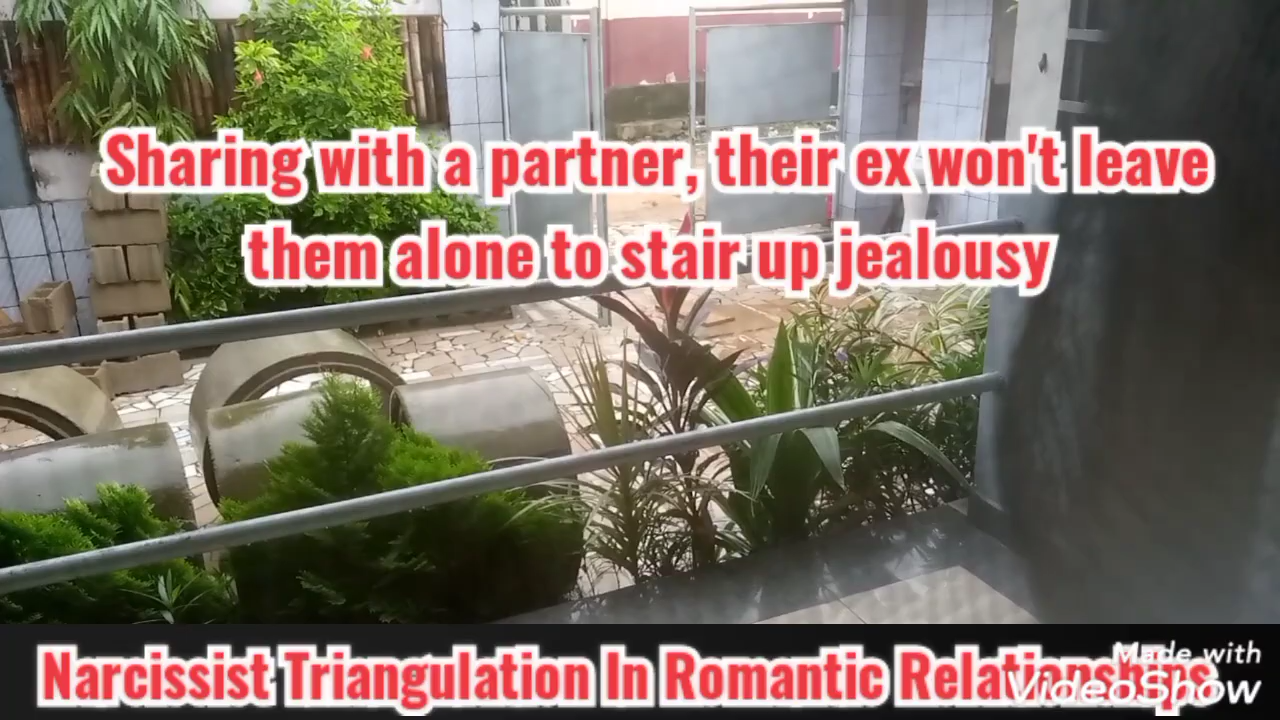 Sharing with a partner, their ex won't leave
them alone to stair up jealousy
Narcissist Triangulation In Romantic Relationships
Made with
VideoShow